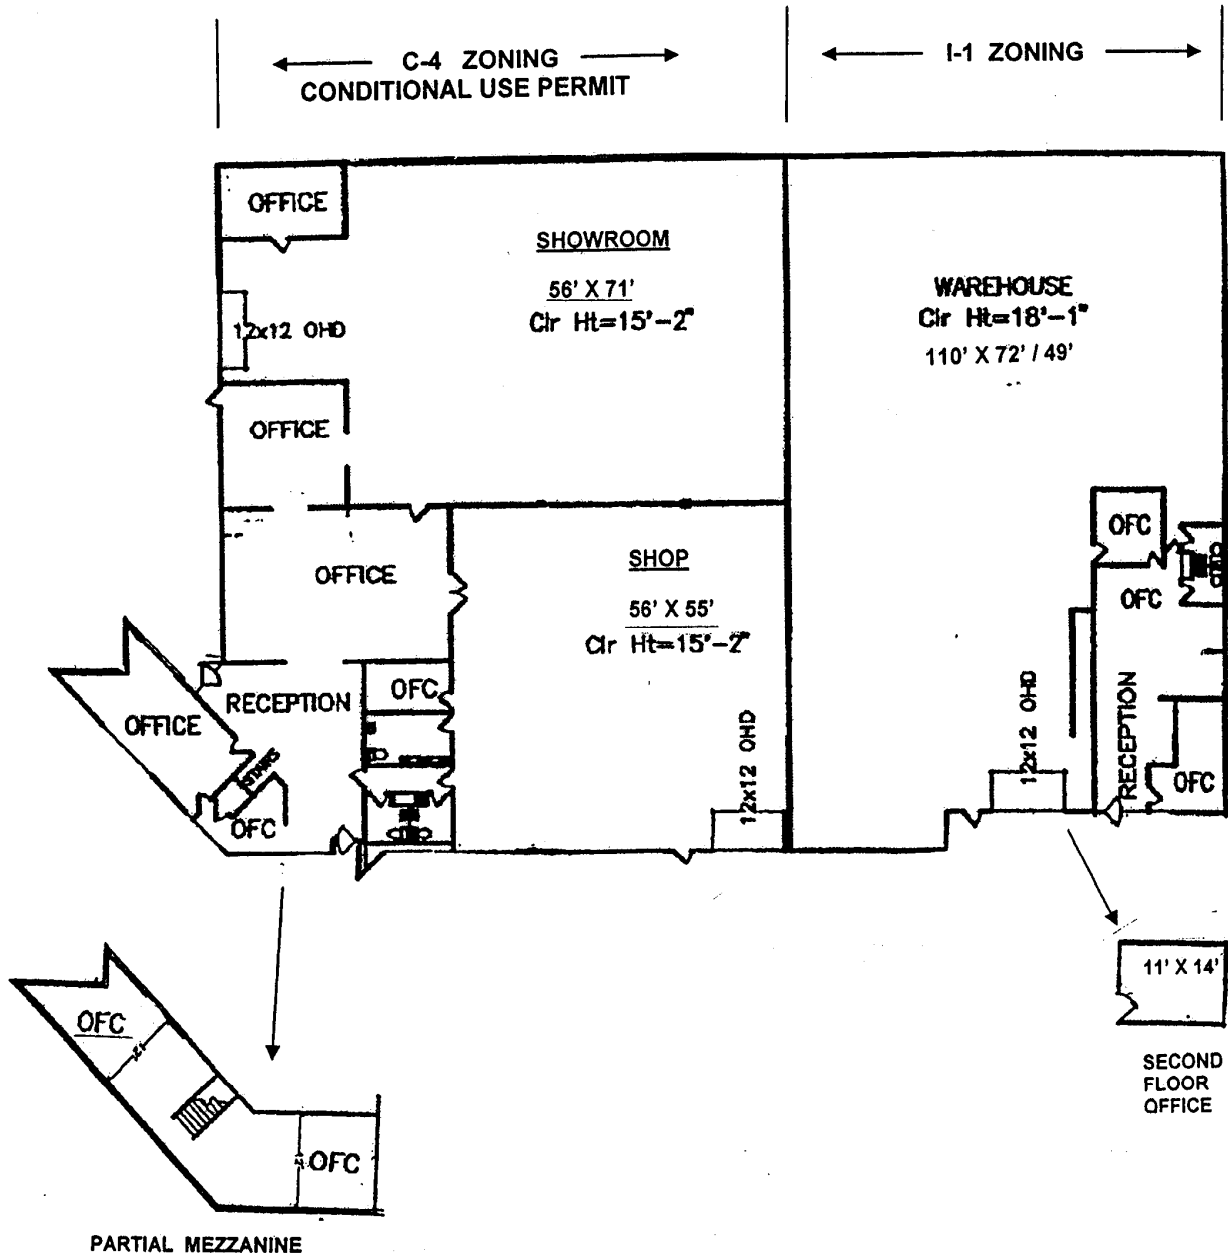 C-4 ZONING
CONDITIONAL USE PERMIT
I-1 ZONING
OFFICE
SHOWROOM
56' X 71'
Clr Ht=15'-2"
12x12 OHD
WAREHOUSE
Clr Ht=18'-1"
110' X 72' / 49'
OFFICE
OFFICE
SHOP
56' X 55'
Clr Ht=15'-2"
12x12 OHD
OFC
OFC
RECEPTION
OFC
12x12 OHD
RECEPTION
OFC
OFFICE
STAIRS
OFC
11' X 14'
SECOND
FLOOR
OFFICE
OFC
12'
OFC
PARTIAL MEZZANINE